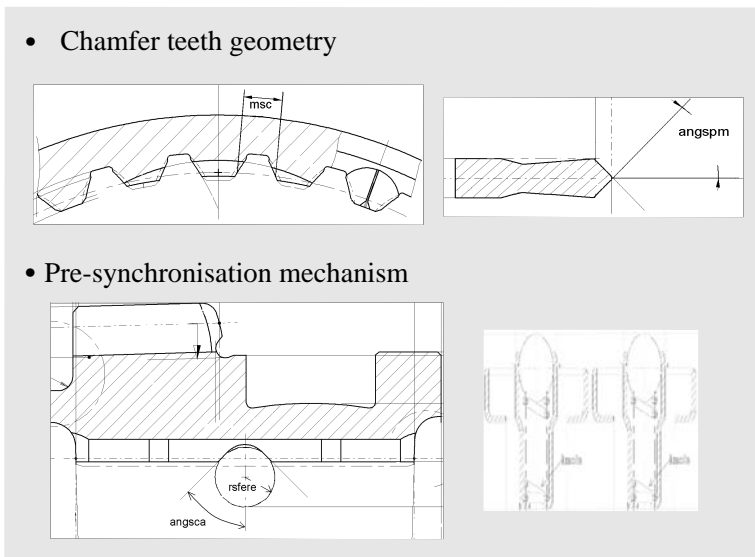 • Chamfer teeth geometry
msc
angspm
• Pre-synchronisation mechanism
rsfere
angsca